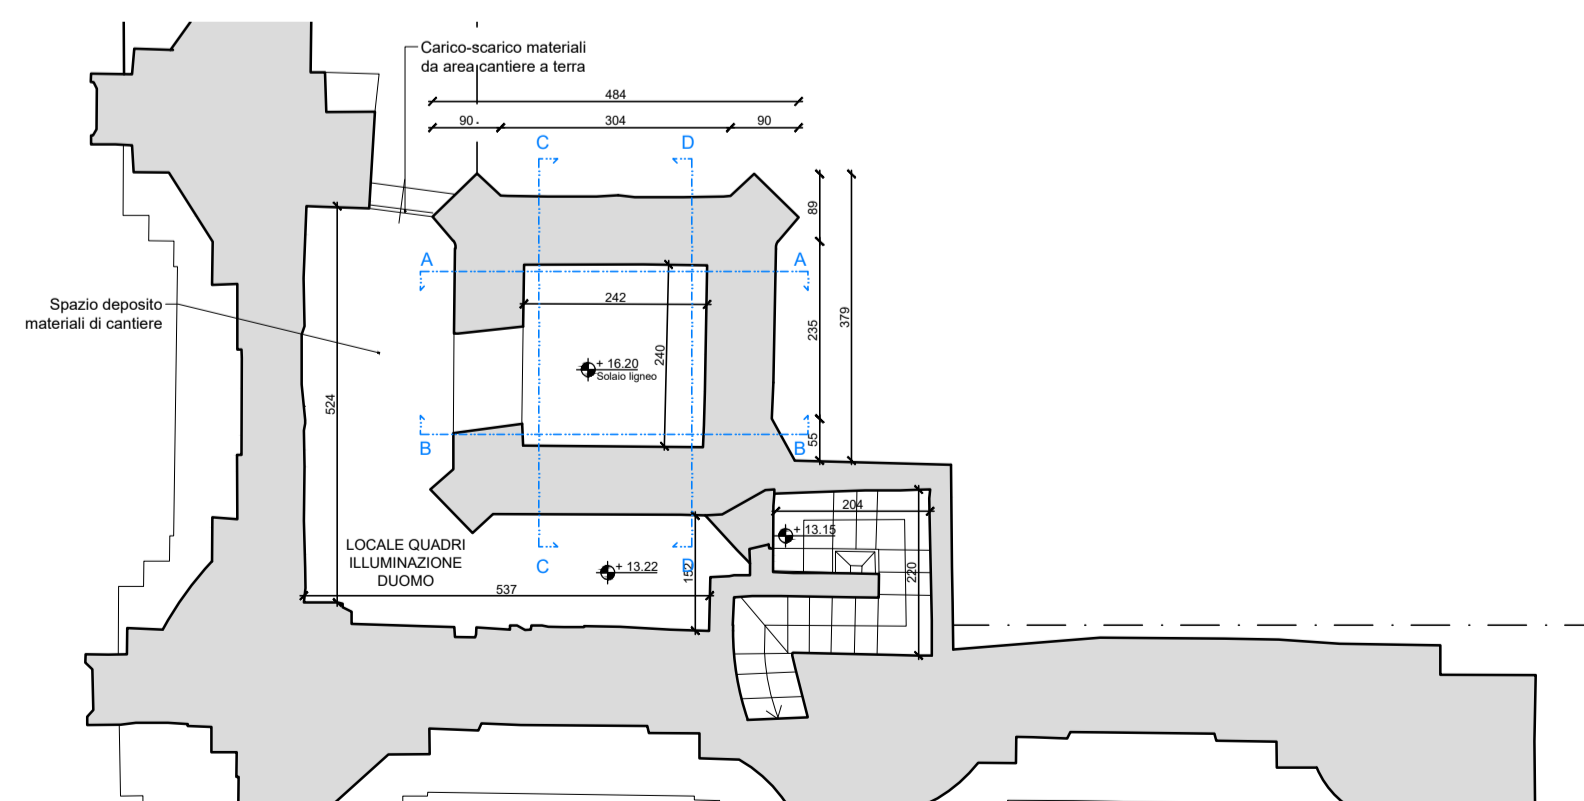 Carico-scarico materiali
da area cantiere a terra
484
90
304
90
C
D
89
A
A
Spazio deposito
materiali di cantiere
242
235
379
+ 16.20
Solaio ligneo
240
524
B
B
55
204
+ 13.15
LOCALE QUADRI
ILLUMINAZIONE
DUOMO
C
D
+ 13.22
152
220
537